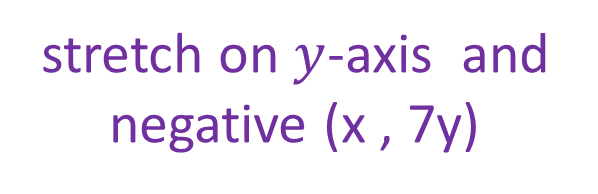 stretch on y-axis and
negative (x , 7y)